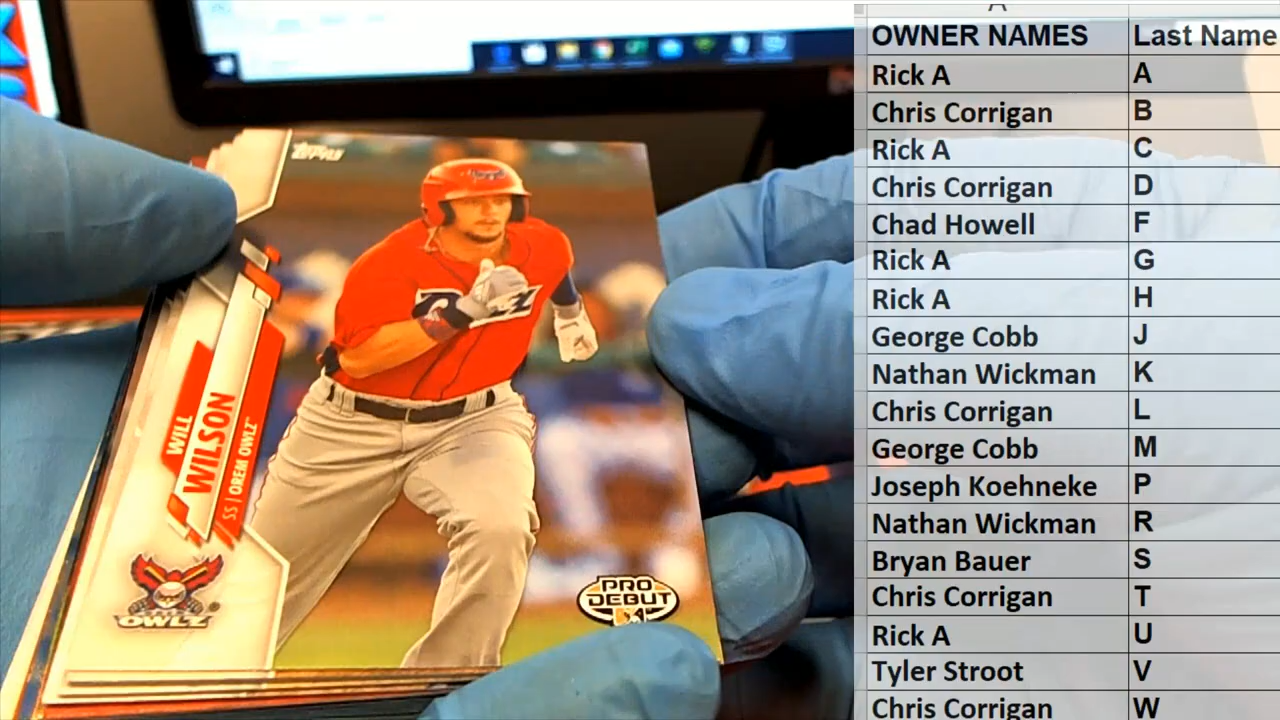 Topps
WILL
WILSON
SS | OREM OWLZ™
OWLZ®
PRO
DEBUT
OWNER NAMES Last Name
Rick A A
Chris Corrigan B
Rick A C
Chris Corrigan D
Chad Howell F
Rick A G
Rick A H
George Cobb J
Nathan Wickman K
Chris Corrigan L
George Cobb M
Joseph Koehneke P
Nathan Wickman R
Bryan Bauer S
Chris Corrigan T
Rick A U
Tyler Stroot V
Chris Corrigan W